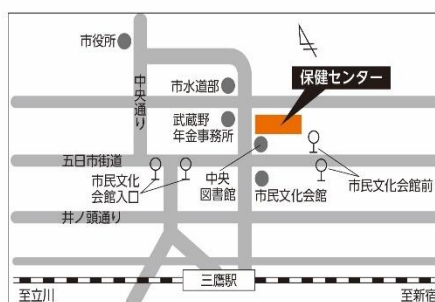 市役所
中央通り
市水道部
保健センター
武蔵野
年金事務所
五日市街道
市民文化
会館入口
中央
図書館
市民文化会館
市民文化会館前
井ノ頭通り
三鷹駅
至立川
至新宿